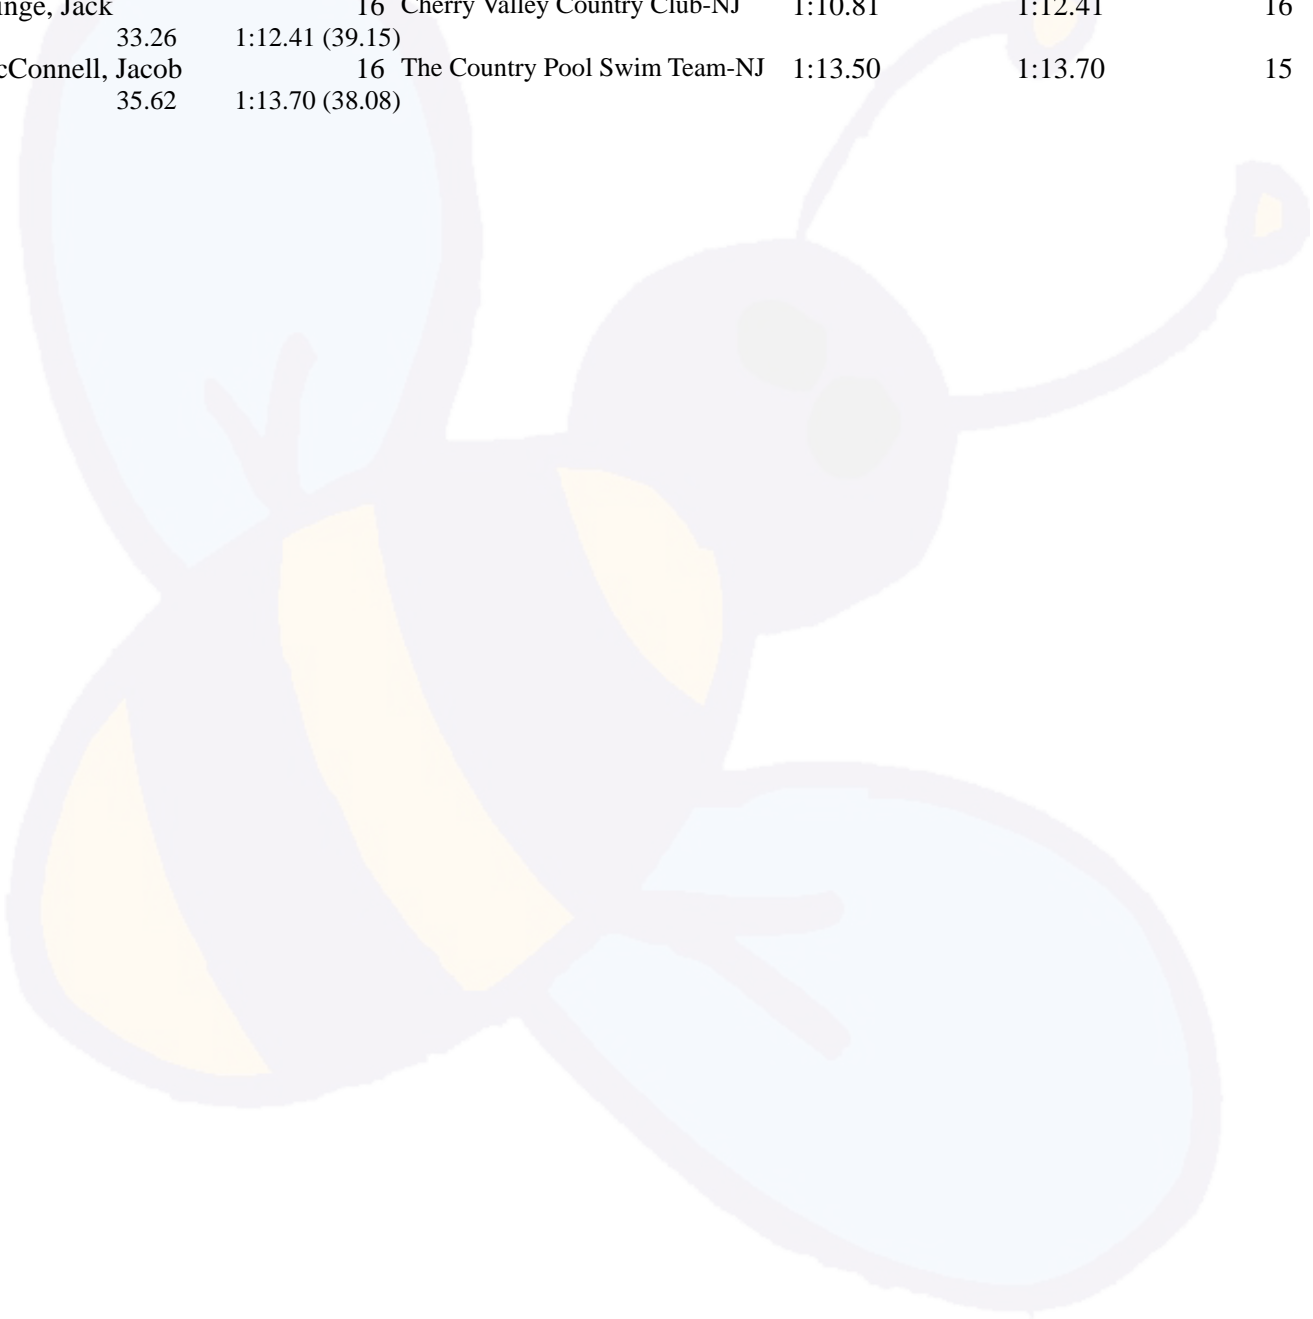 Jack 16 Cherry Valley Country Club-NJ 1:10.81 1:12.41 16
33.26 1:12.41 (39.15)
cConnell, Jacob 16 The Country Pool Swim Team-NJ 1:13.50 1:13.70 15
35.62 1:13.70 (38.08)